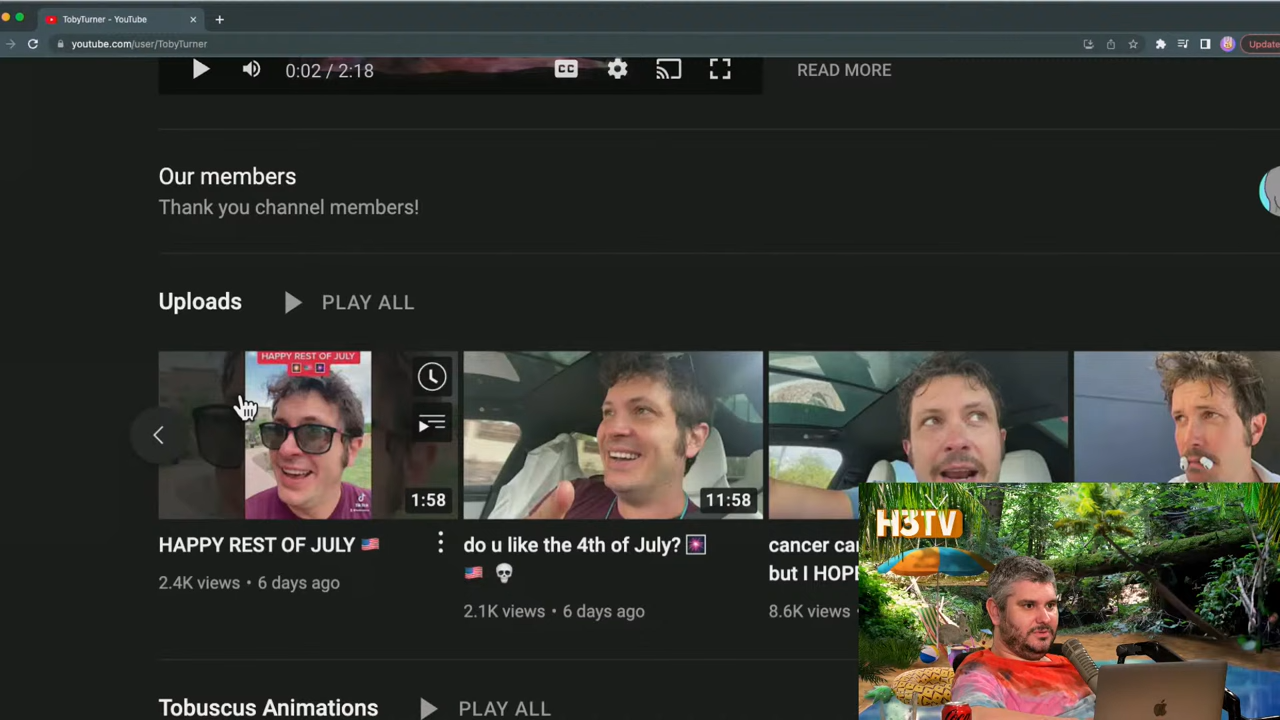 TobyTurner - YouTube
youtube.com/user/TobyTurner
Update
0:02 / 2:18
CC
READ MORE
Our members
Thank you channel members!
Uploads
PLAY ALL
HAPPY REST OF JULY
1:58
11:58
HAPPY REST OF JULY 🇺🇸
2.4K views • 6 days ago
do u like the 4th of July? 🎆
🇺🇸 💀
2.1K views • 6 days ago
cancer ca
but I HOP
8.6K views
H3TV
Tobuscus Animations
PLAY ALL